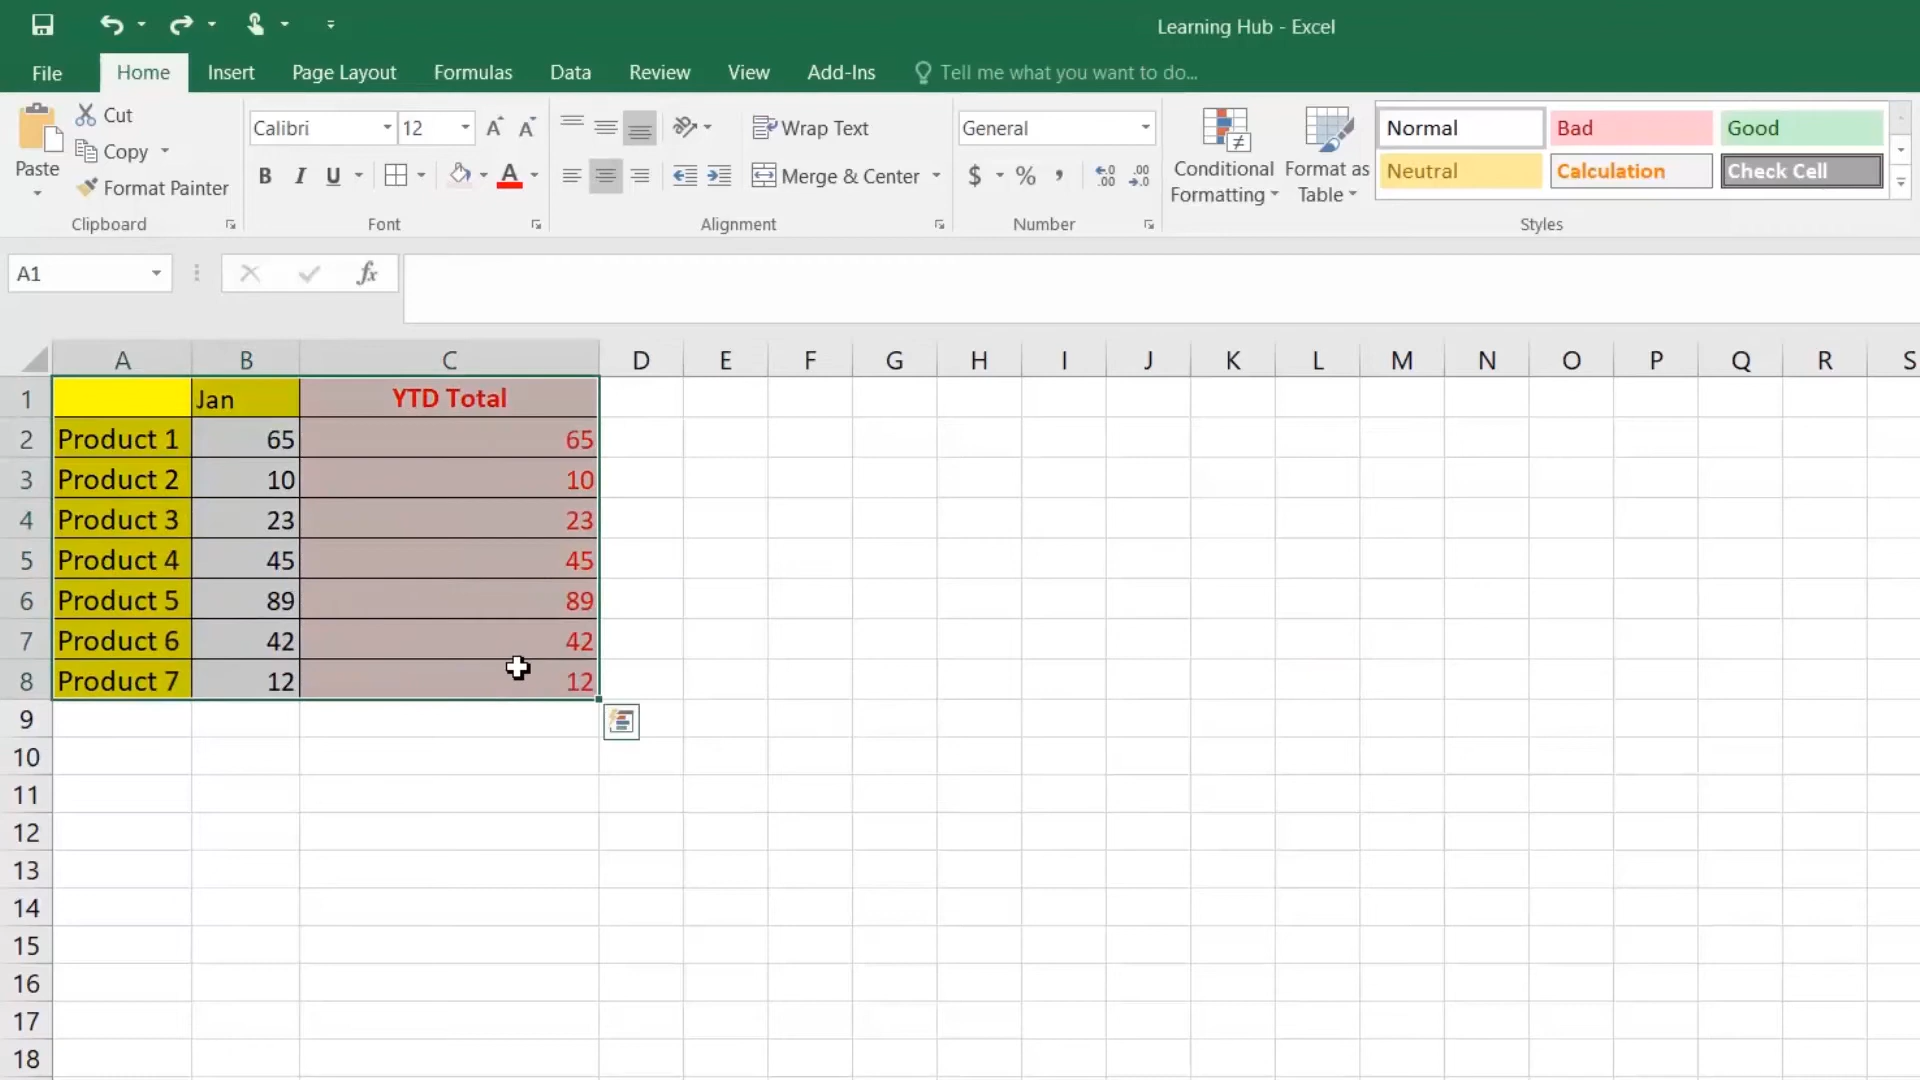 Learning Hub - Excel
File Home Insert Page Layout Formulas Data Review View Add-Ins Tell me what you want to do...
Paste
Cut
Copy
Format Painter
Clipboard
Calibri 12
B I U A
Font
Wrap Text
Merge & Center
Alignment
General
$ % ,
Number
Conditional Formatting
Format as Table
Normal Bad Good
Neutral Calculation Check Cell
Styles
A1 fx
A B C D E F G H I J K L M N O P Q R S
1 Jan YTD Total
2 Product 1 65 65
3 Product 2 10 10
4 Product 3 23 23
5 Product 4 45 45
6 Product 5 89 89
7 Product 6 42 42
8 Product 7 12 12
9
10
11
12
13
14
15
16
17
18